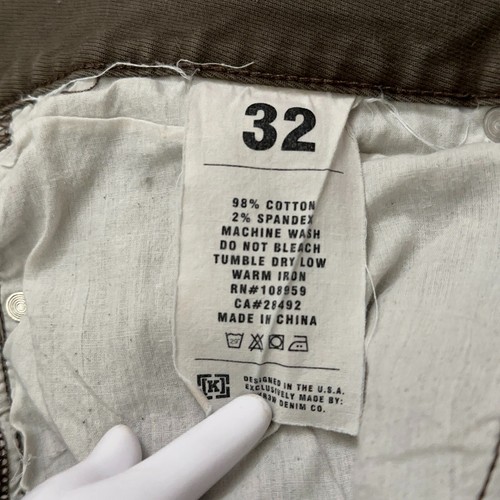 32
98% COTTON
2% SPANDEX
MACHINE WASH
DO NOT BLEACH
TUMBLE DRY LOW
WARM IRON
RN#108959
CA#28492
MADE IN CHINA
[K]
DESIGNED IN THE U.S.A.
EXCLUSIVELY MADE BY:
DENIM CO.